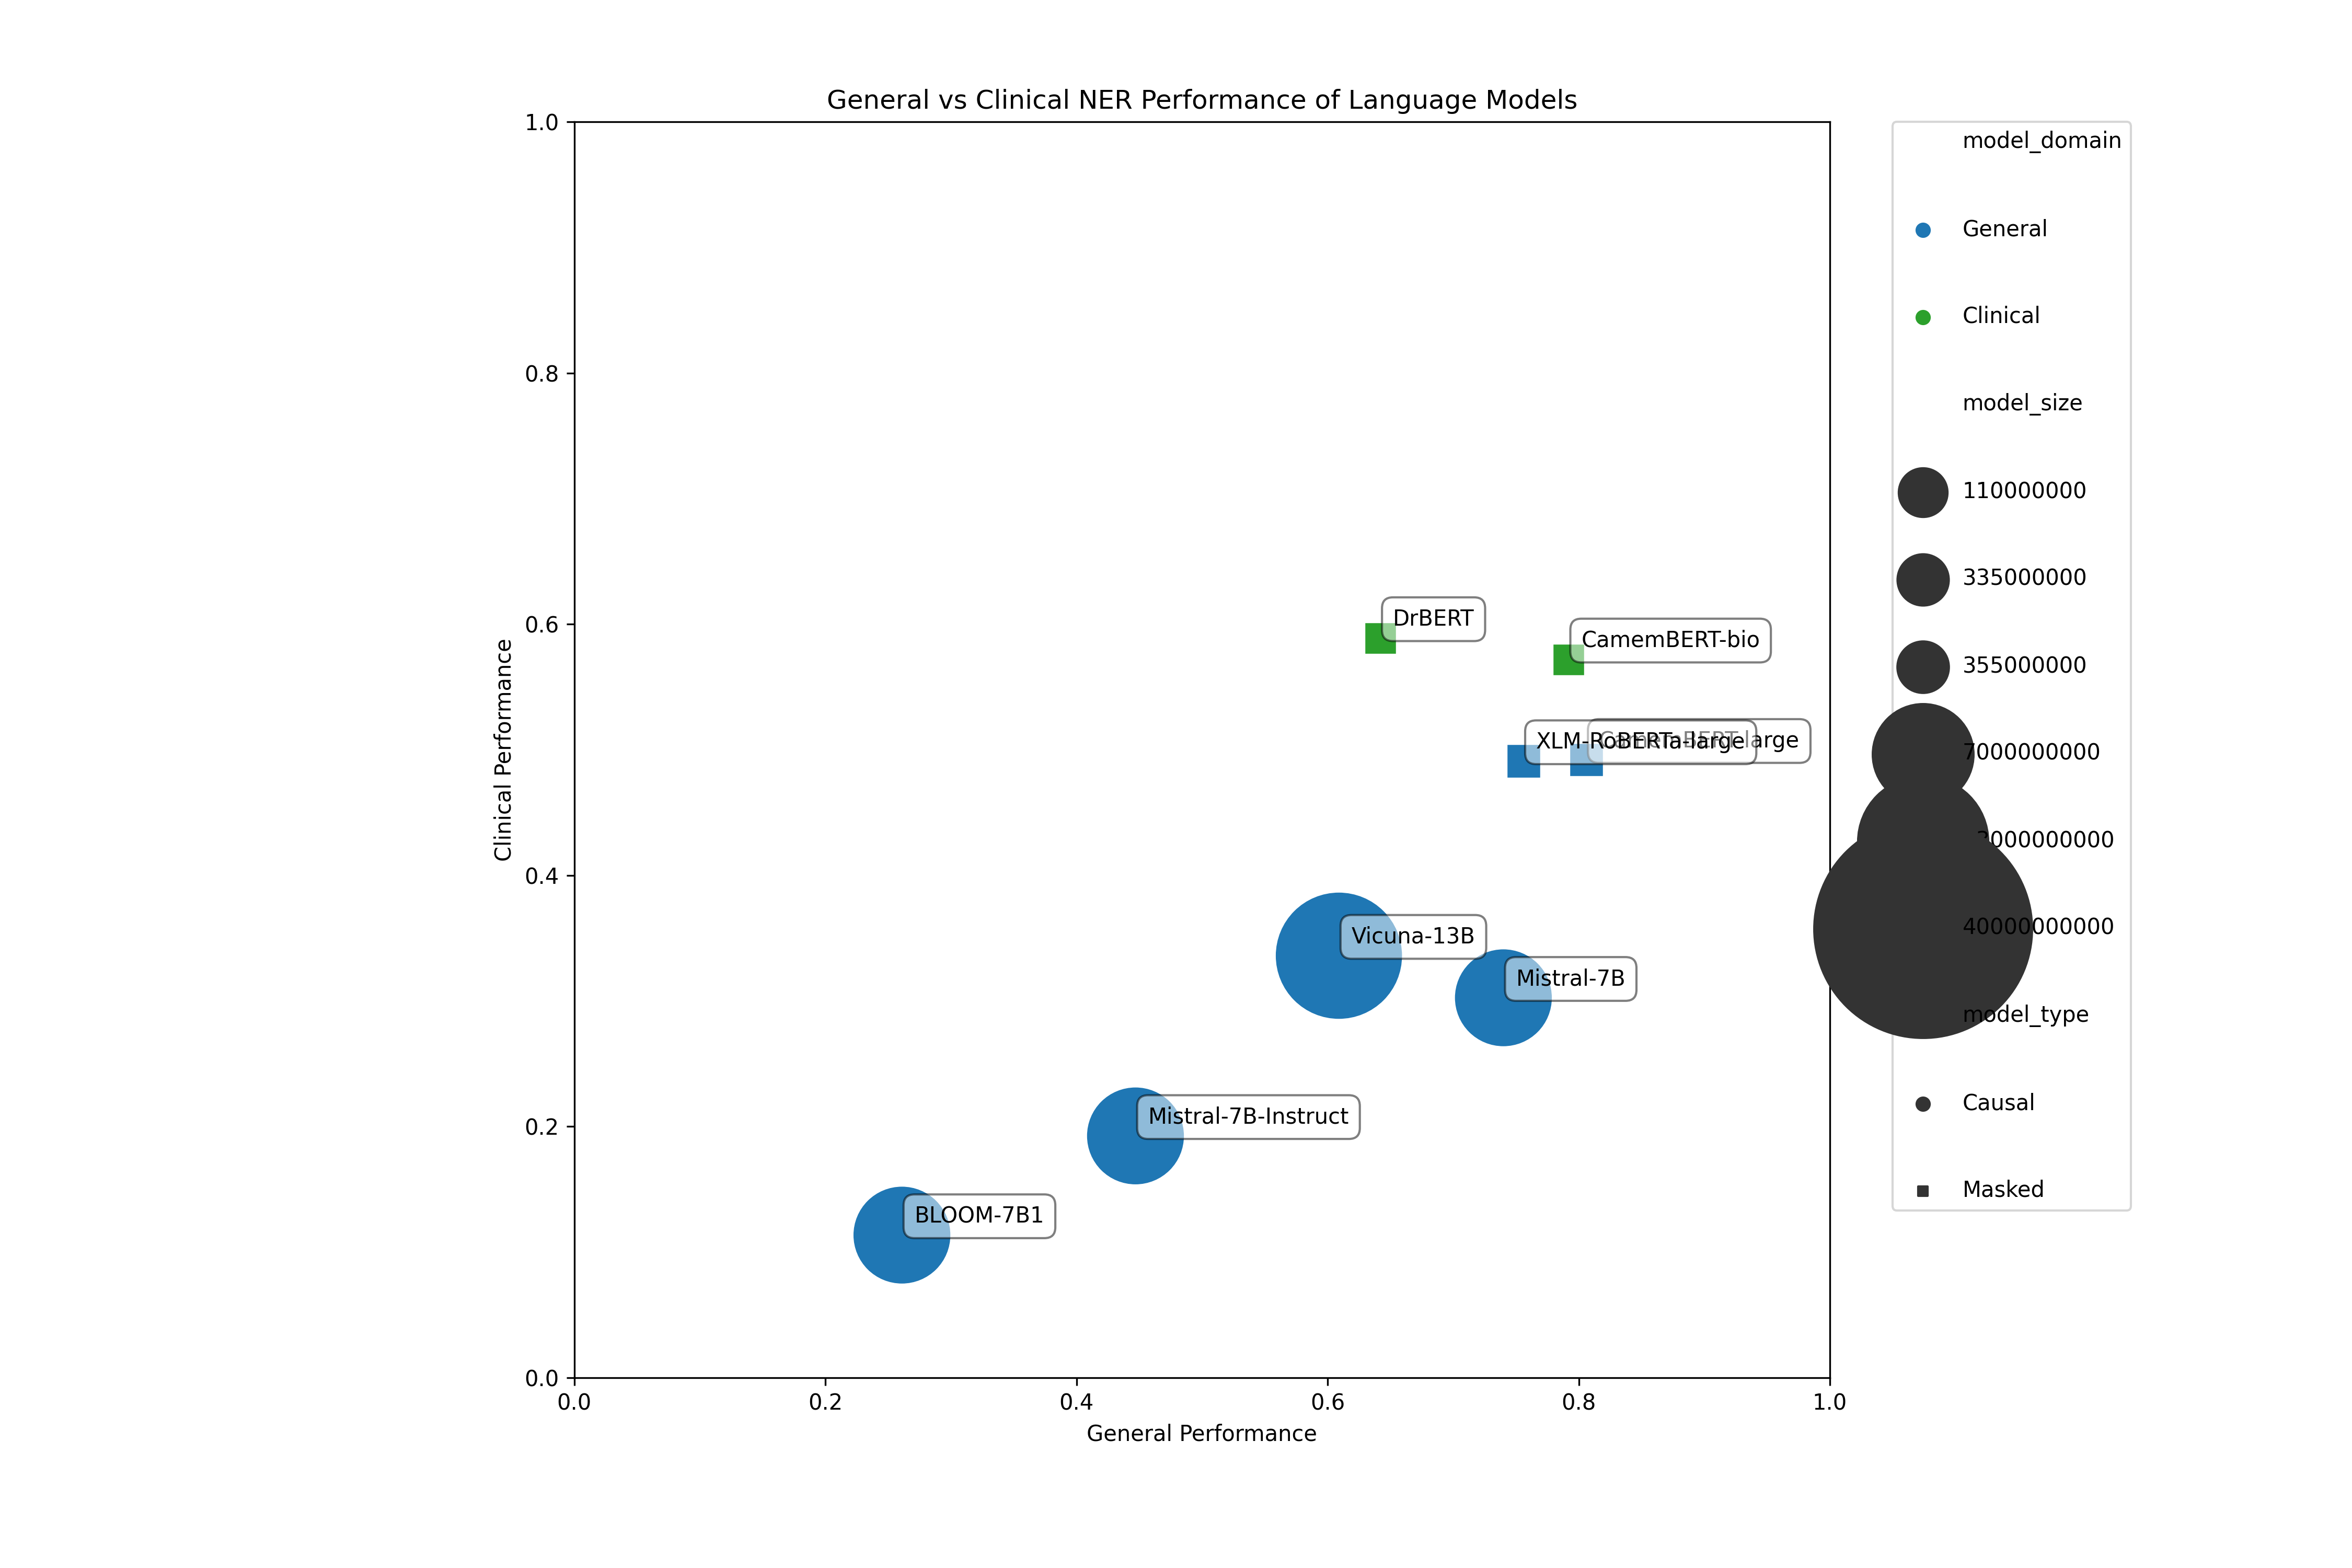 General vs Clinical NER Performance of Language Models
1.0
0.8
0.6
0.4
0.2
0.0
0.0
0.2
0.4
0.6
0.8
1.0
Clinical Performance
General Performance
DrBERT
CamemBERT-bio
XLM-RoBERTa-large
CamemBERT-large
Vicuna-13B
Mistral-7B
Mistral-7B-Instruct
BLOOM-7B1
model_domain
General
Clinical
model_size
110000000
335000000
355000000
7000000000
40000000000
model_type
Causal
Masked